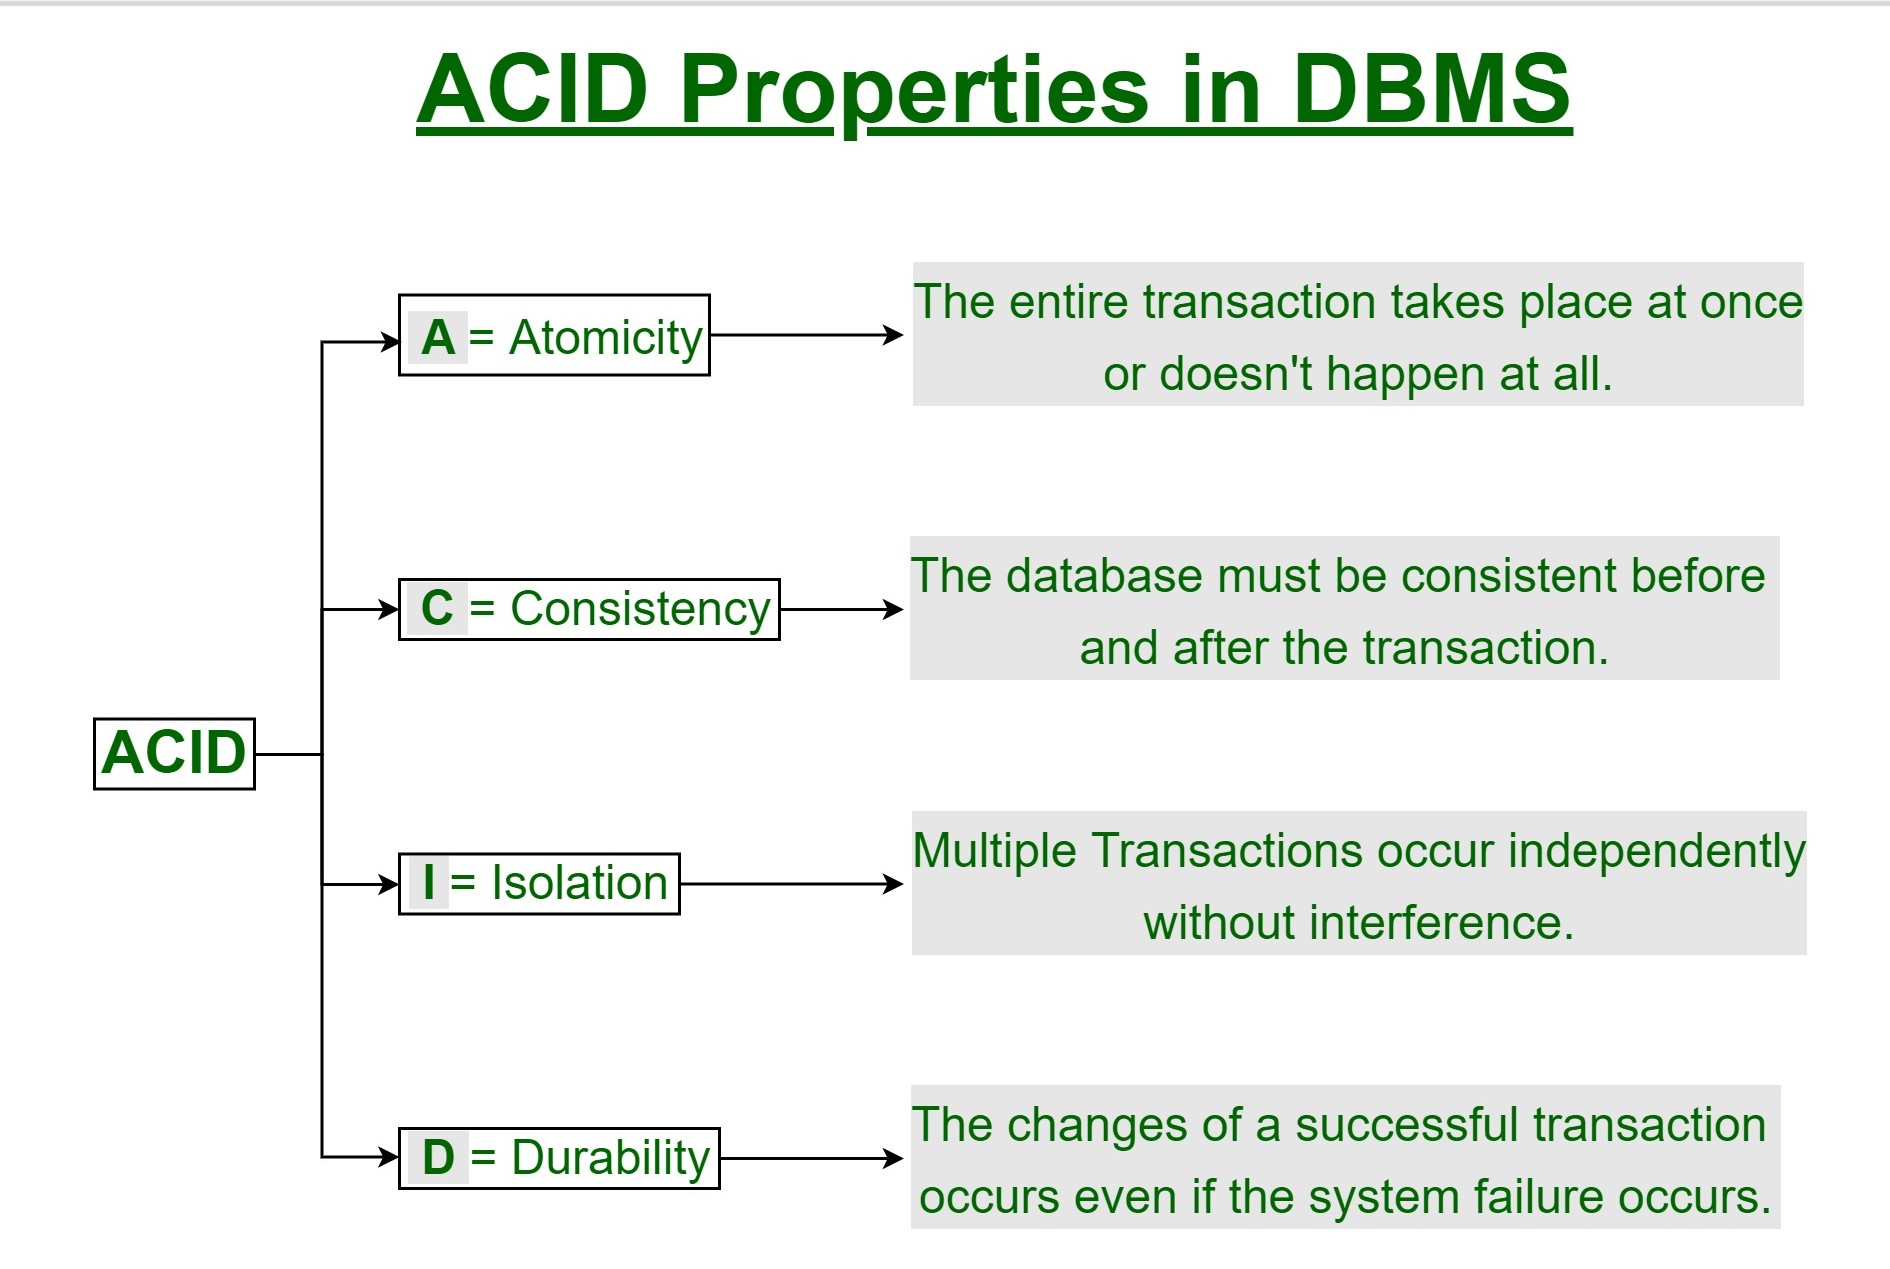 ACID Properties in DBMS
A = Atomicity
The entire transaction takes place at once
or doesn't happen at all.
C = Consistency
The database must be consistent before
and after the transaction.
ACID
I = Isolation
Multiple Transactions occur independently
without interference.
D = Durability
The changes of a successful transaction
occurs even if the system failure occurs.